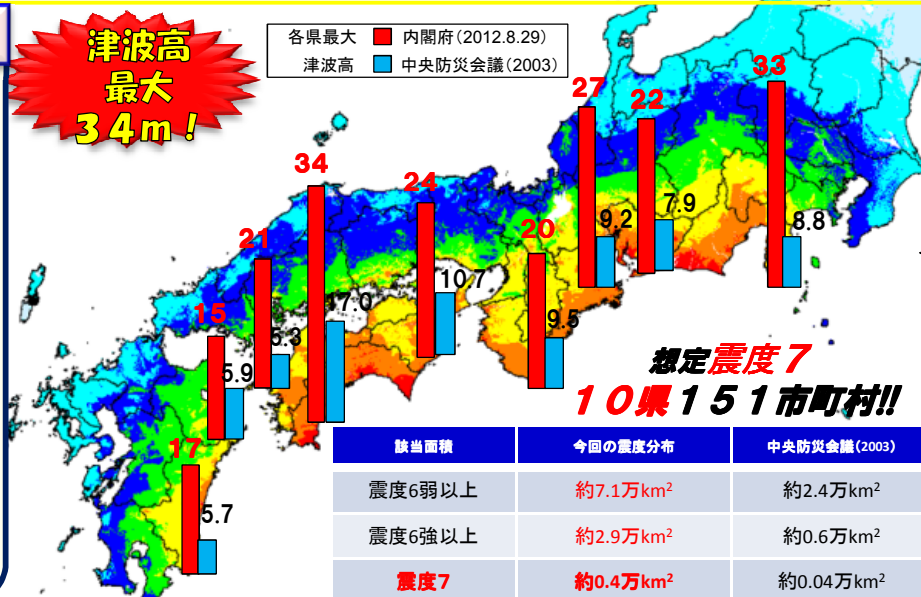 津波高
最大
34m!
各県最大 内閣府(2012.8.29)
津波高 中央防災会議(2003)
27
22
33
34
24
21
20
15
17
9.2
7.9
8.8
10.7
17.0
9.5
5.3
5.9
5.7
想定震度7
10県151市町村!!
該当面積 今回の震度分布 中央防災会議(2003)
震度6弱以上 約7.1万km² 約2.4万km²
震度6強以上 約2.9万km² 約0.6万km²
震度7 約0.4万km² 約0.04万km²